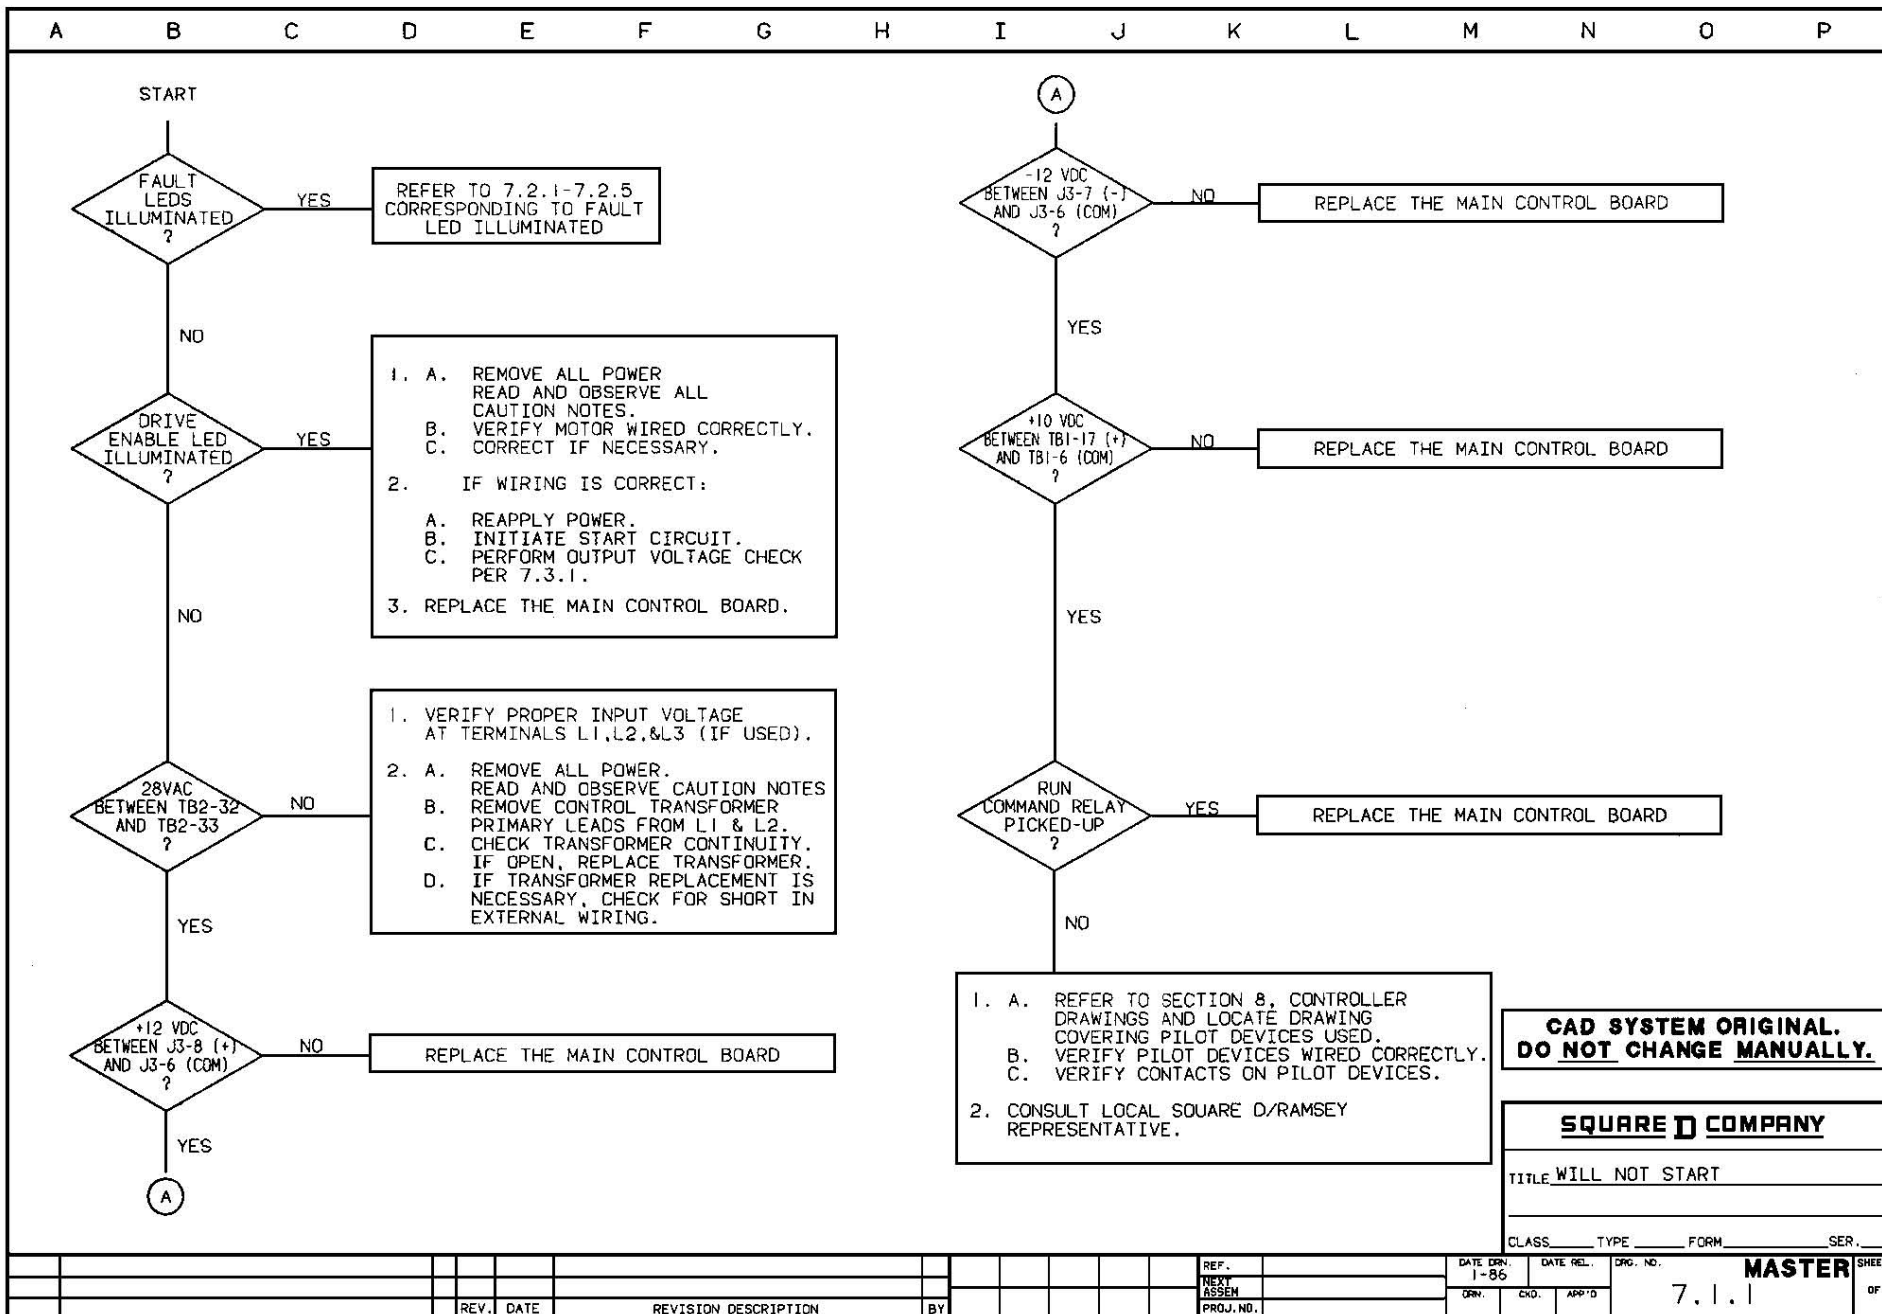 A B C D E F G H I J K L M N O P
START
FAULT
LEDS
ILLUMINATED
?
YES
REFER TO 7.2.1-7.2.5
CORRESPONDING TO FAULT
LED ILLUMINATED
NO
DRIVE
ENABLE LED
ILLUMINATED
?
YES
1. A. REMOVE ALL POWER
READ AND OBSERVE ALL
CAUTION NOTES.
B. VERIFY MOTOR WIRED CORRECTLY.
C. CORRECT IF NECESSARY.
2. IF WIRING IS CORRECT:
A. REAPPLY POWER.
B. INITIATE START CIRCUIT.
C. PERFORM OUTPUT VOLTAGE CHECK
PER 7.3.1.
3. REPLACE THE MAIN CONTROL BOARD.
NO
28VAC
BETWEEN TB2-32
AND TB2-33
?
NO
1. VERIFY PROPER INPUT VOLTAGE
AT TERMINALS L1,L2,&L3 (IF USED).
2. A. REMOVE ALL POWER.
READ AND OBSERVE CAUTION NOTES
B. REMOVE CONTROL TRANSFORMER
PRIMARY LEADS FROM L1 & L2.
C. CHECK TRANSFORMER CONTINUITY.
IF OPEN, REPLACE TRANSFORMER.
D. IF TRANSFORMER REPLACEMENT IS
NECESSARY, CHECK FOR SHORT IN
EXTERNAL WIRING.
YES
+12 VDC
BETWEEN J3-8 (+)
AND J3-6 (COM)
?
NO
REPLACE THE MAIN CONTROL BOARD
YES
A
A
-12 VDC
BETWEEN J3-7 (-)
AND J3-6 (COM)
?
NO
REPLACE THE MAIN CONTROL BOARD
YES
+10 VDC
BETWEEN TB1-17 (+)
AND TB1-6 (COM)
?
NO
REPLACE THE MAIN CONTROL BOARD
YES
RUN
COMMAND RELAY
PICKED-UP
?
YES
REPLACE THE MAIN CONTROL BOARD
NO
1. A. REFER TO SECTION 8, CONTROLLER
DRAWINGS AND LOCATE DRAWING
COVERING PILOT DEVICES USED.
B. VERIFY PILOT DEVICES WIRED CORRECTLY.
C. VERIFY CONTACTS ON PILOT DEVICES.
2. CONSULT LOCAL SQUARE D/RAMSEY
REPRESENTATIVE.
CAD SYSTEM ORIGINAL.
DO NOT CHANGE MANUALLY.
SQUARE D COMPANY
TITLE WILL NOT START
CLASS TYPE FORM SER.
REV. DATE REVISION DESCRIPTION BY
REF.
NEXT
ASSEM
PROJ. NO.
DATE DRN. DATE REL. DRG. NO. MASTER SHEE
1-86
DRN. CKD. APP'D 7.1.1 OF